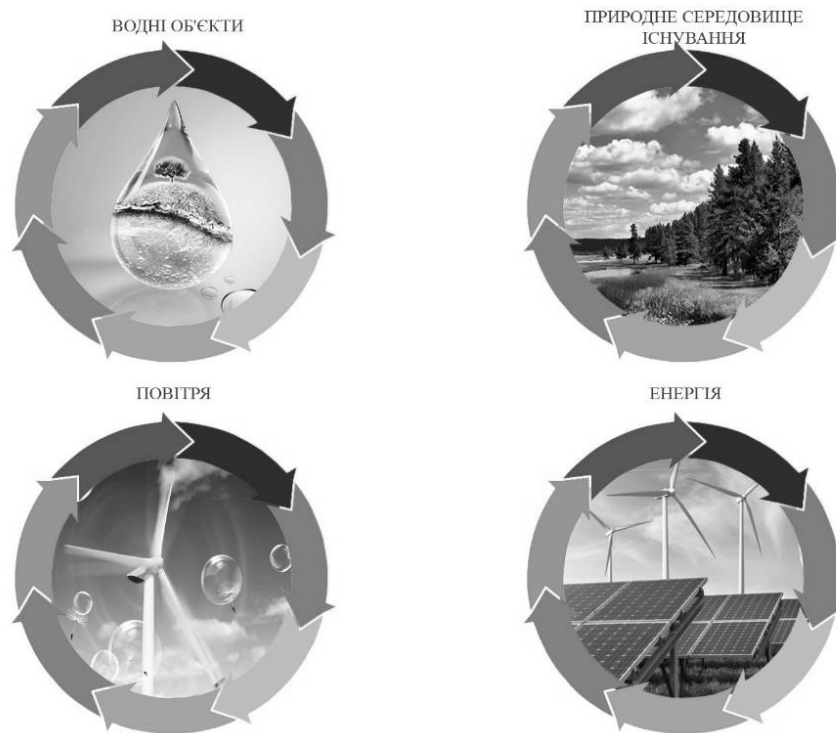 ВОДНІ ОБ'ЄКТИ
ПРИРОДНЕ СЕРЕДОВИЩЕ
ІСНУВАННЯ
ПОВІТРЯ
ЕНЕРГІЯ